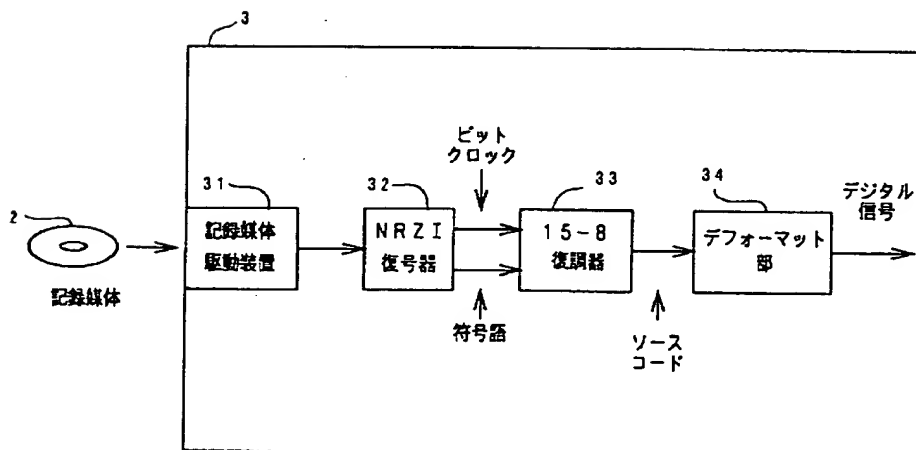 3
ビット
クロック
31
32
33
34
デジタル
信号
2
記録媒体
駆動装置
NRZI
復号器
15-8
復調器
デフォーマット
部
記録媒体
符号語
ソース
コード